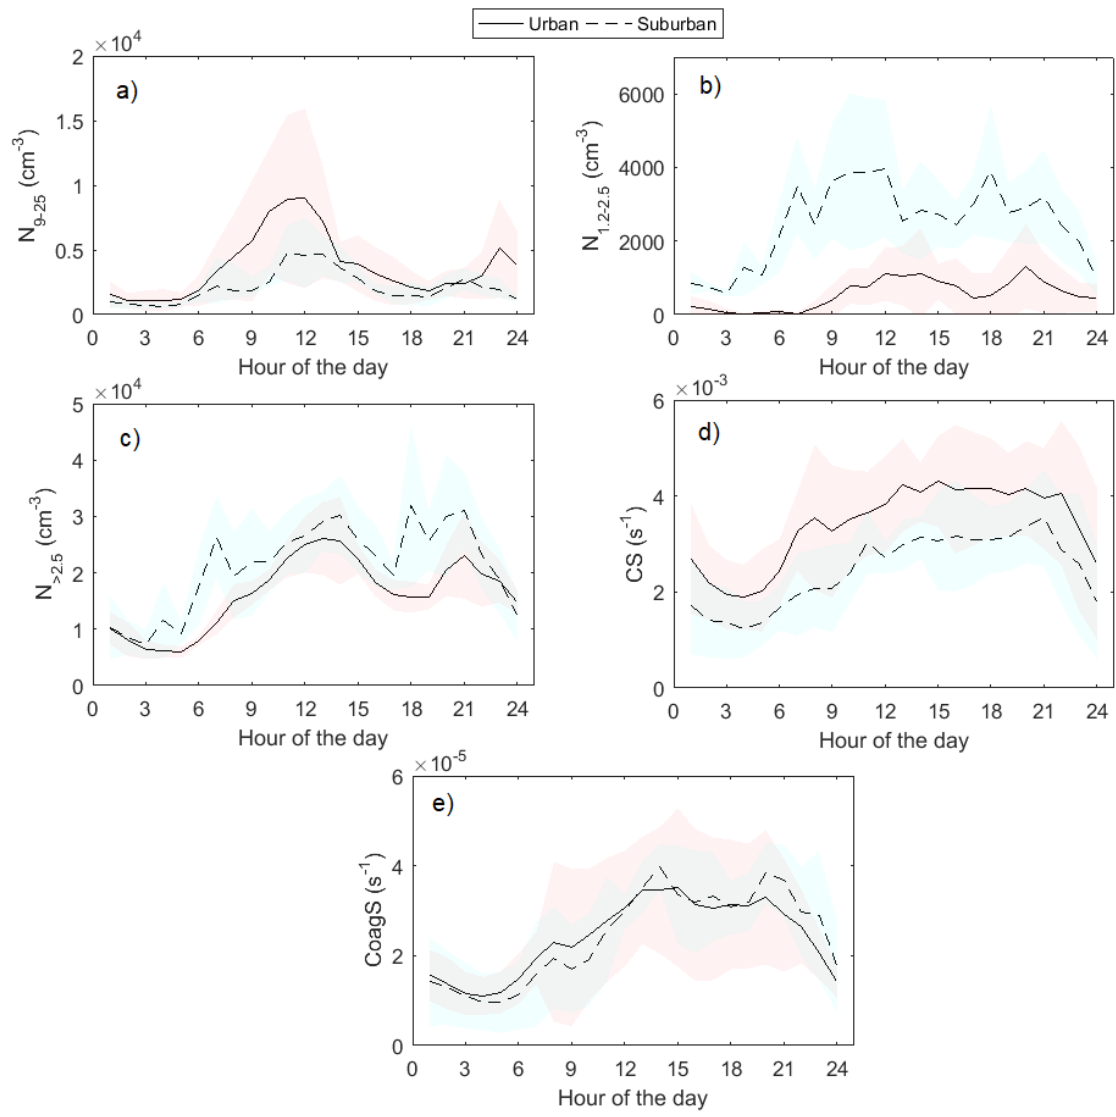 Urban Suburban
×10⁴
a)
N₉₋₂₅ (cm⁻³)
2
1.5
1
0.5
0
0 3 6 9 12 15 18 21 24
Hour of the day
b)
N₁.₂₋₂.₅ (cm⁻³)
6000
4000
2000
0
0 3 6 9 12 15 18 21 24
Hour of the day
×10⁴
c)
N>₂.₅ (cm⁻³)
5
4
3
2
1
0
0 3 6 9 12 15 18 21 24
Hour of the day
×10⁻³
d)
CS (s⁻¹)
6
4
2
0
0 3 6 9 12 15 18 21 24
Hour of the day
×10⁻⁵
e)
CoagS (s⁻¹)
6
4
2
0
0 3 6 9 12 15 18 21 24
Hour of the day